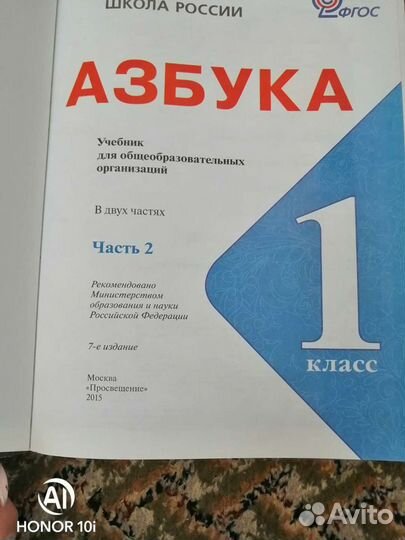 ШКОЛА РОССИИ
ФГОС
АЗБУКА
Учебник
для общеобразовательных
организаций
В двух частях
Часть 2
Рекомендовано
Министерством
образования и науки
Российской Федерации
7-е издание
1
класс
Москва
«Просвещение»
2015
AI
HONOR 10i
Avito